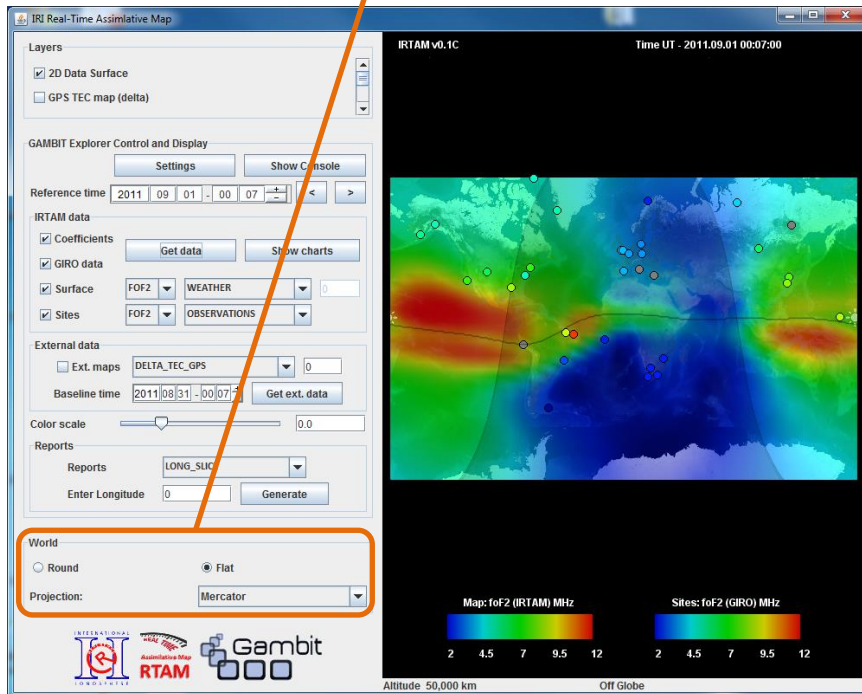 IRI Real-Time Assimlative Map
Layers
2D Data Surface
GPS TEC map (delta)
GAMBIT Explorer Control and Display
Settings Show Console
Reference time 2011 09 01 - 00 07 < >
IRTAM data
Coefficients
Get data Show charts
GIRO data
Surface FOF2 WEATHER 0
Sites FOF2 OBSERVATIONS
External data
Ext. maps DELTA_TEC_GPS 0
Baseline time 2011 08 31 - 00 07 Get ext. data
Color scale 0.0
Reports
Reports LONG_SLIC
Enter Longitude 0 Generate
World
Round Flat
Projection: Mercator
INTERNATIONAL
IONOSPHERE
REAL TIME
Assimilative Map
RTAM
Gambit
IRTAM v0.1C Time UT - 2011.09.01 00:07:00
Map: foF2 (IRTAM) MHz Sites: foF2 (GIRO) MHz
2 4.5 7 9.5 12 2 4.5 7 9.5 12
Altitude 50,000 km Off Globe